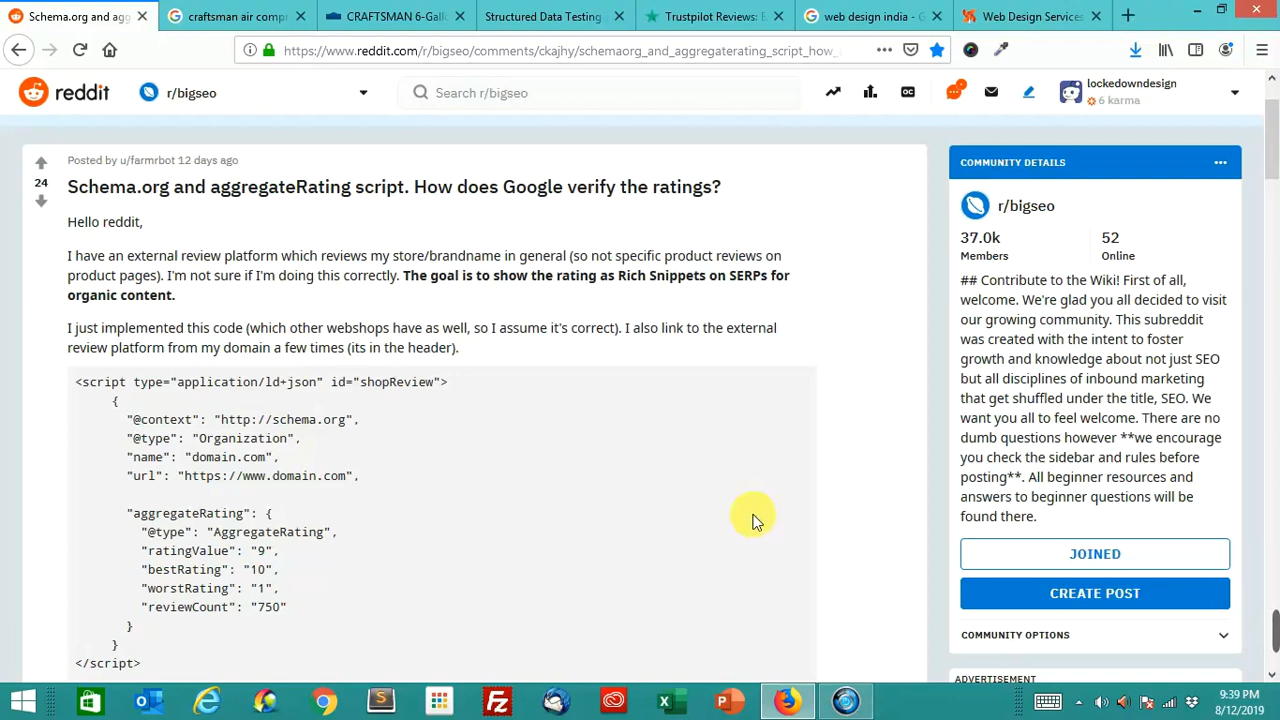 Schema.org and agg
craftsman air compr
CRAFTSMAN 6-Gallo
Structured Data Testing
Trustpilot Reviews: E
web design india - G
Web Design Services
https://www.reddit.com/r/bigseo/comments/ckajhy/schemaorg_and_aggregaterating_script_how_
reddit
r/bigseo
Search r/bigseo
lockedowndesign
6 karma
Posted by u/farmrbot 12 days ago
24
Schema.org and aggregateRating script. How does Google verify the ratings?
Hello reddit,
I have an external review platform which reviews my store/brandname in general (so not specific product reviews on
product pages). I'm not sure if I'm doing this correctly. The goal is to show the rating as Rich Snippets on SERPs for
organic content.
I just implemented this code (which other webshops have as well, so I assume it's correct). I also link to the external
review platform from my domain a few times (its in the header).
<script type="application/ld+json" id="shopReview">
{
"@context": "http://schema.org",
"@type": "Organization",
"name": "domain.com",
"url": "https://www.domain.com",
"aggregateRating": {
"@type": "AggregateRating",
"ratingValue": "9",
"bestRating": "10",
"worstRating": "1",
"reviewCount": "750"
}
}
</script>
COMMUNITY DETAILS
r/bigseo
37.0k
52
Members
Online
## Contribute to the Wiki! First of all,
welcome. We're glad you all decided to visit
our growing community. This subreddit
was created with the intent to foster
growth and knowledge about not just SEO
but all disciplines of inbound marketing
that get shuffled under the title, SEO. We
want you all to feel welcome. There are no
dumb questions however **we encourage
you check the sidebar and rules before
posting**. All beginner resources and
answers to beginner questions will be
found there.
JOINED
CREATE POST
COMMUNITY OPTIONS
ADVERTISEMENT
9:39 PM
8/12/2019